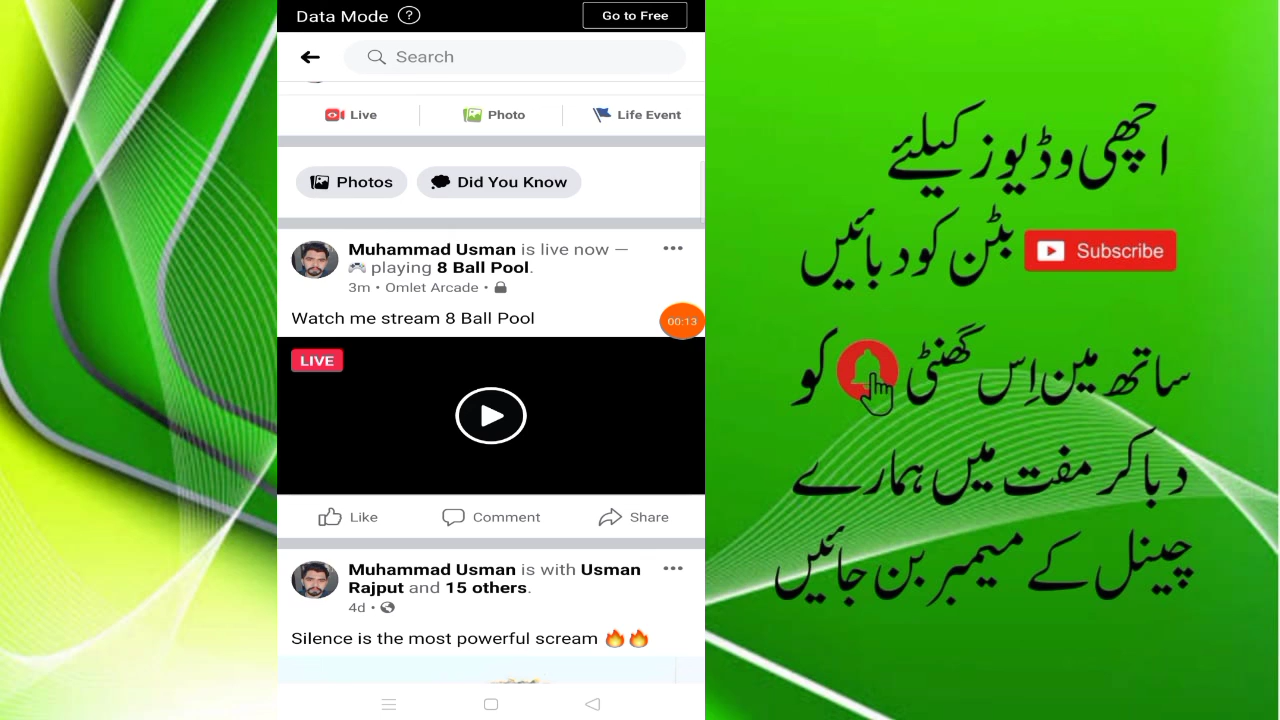 Data Mode ?
Go to Free
Search
Live
Photo
Life Event
Photos
Did You Know
Muhammad Usman is live now —
🎮 playing 8 Ball Pool.
3m • Omlet Arcade •
Watch me stream 8 Ball Pool
00:13
LIVE
Like
Comment
Share
Muhammad Usman is with Usman
Rajput and 15 others.
4d •
Silence is the most powerful scream 🔥🔥
اچھی وڈیوز کیلئے
Subscribe بٹن کو دبائیں
ساتھ مین اِس گھنٹی کو
دبا کر مفت میں ہمارے
چینل کے میمبر بن جائیں